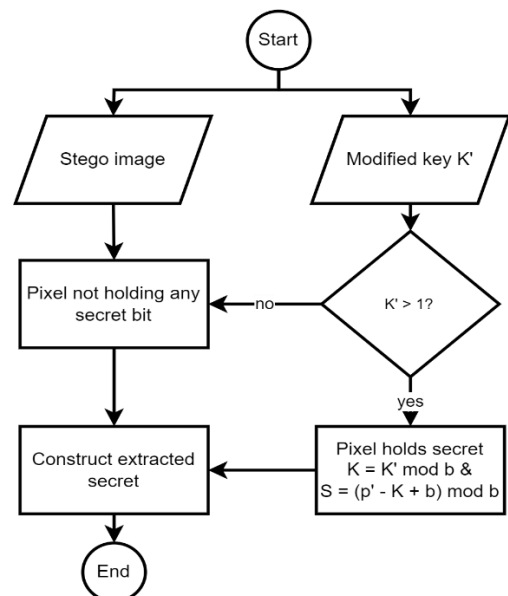 Start
Stego image
Modified key K'
Pixel not holding any
secret bit
no
K' > 1?
yes
Construct extracted
secret
Pixel holds secret
K = K' mod b &
S = (p' - K + b) mod b
End